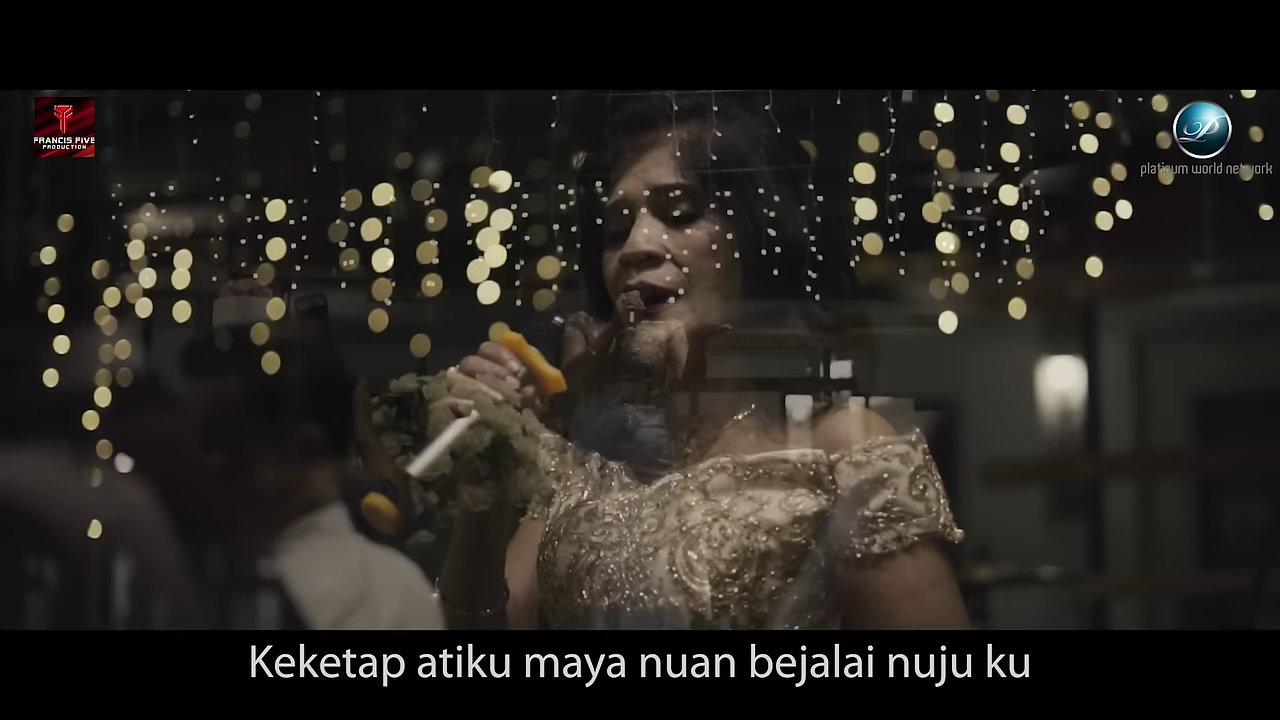 FRANCIS FIVE
PRODUCTION
platinum world network
Keketap atiku maya nuan bejalai nuju ku